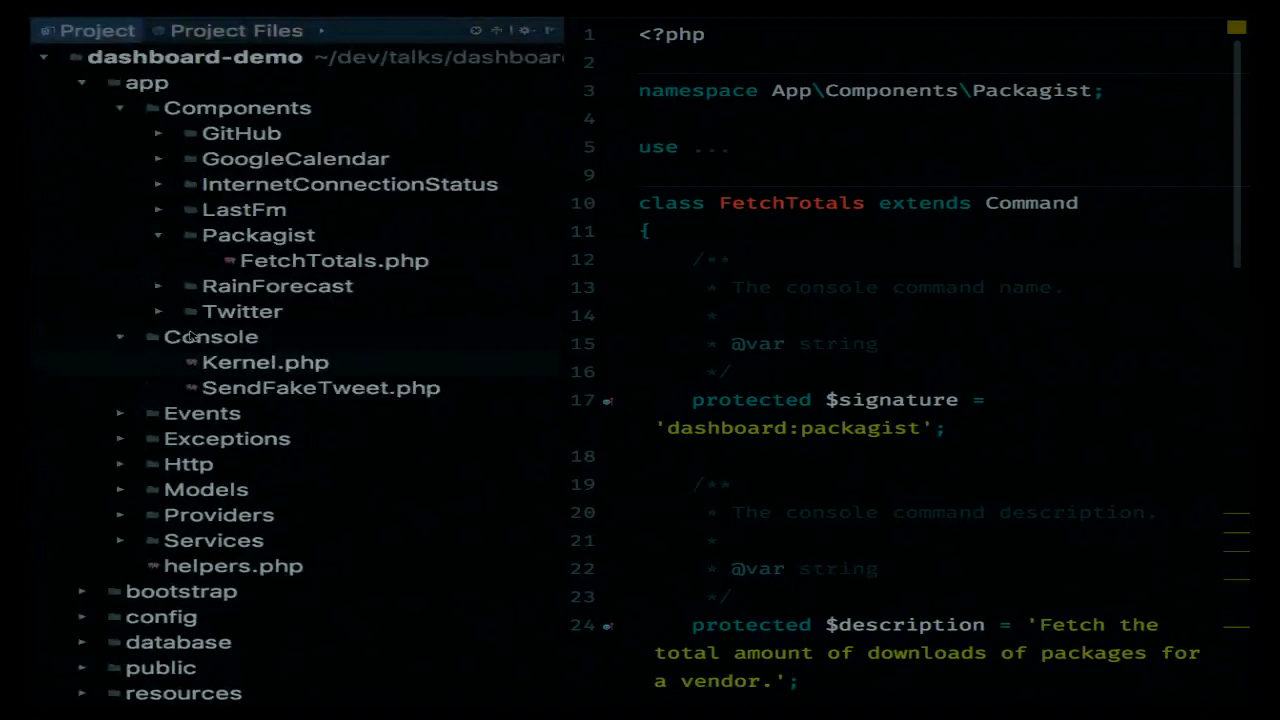 Project Project Files
dashboard-demo ~/dev/talks/dashboar
app
Components
GitHub
GoogleCalendar
InternetConnectionStatus
LastFm
Packagist
FetchTotals.php
RainForecast
Twitter
Console
Kernel.php
SendFakeTweet.php
Events
Exceptions
Http
Models
Providers
Services
helpers.php
bootstrap
config
database
public
resources
1 <?php
2
3 namespace App\Components\Packagist;
4
5 use ...
9
10 class FetchTotals extends Command
11 {
12 /**
13 * The console command name.
14 *
15 * @var string
16 */
17 protected $signature =
'dashboard:packagist';
18
19 /**
20 * The console command description.
21 *
22 * @var string
23 */
24 protected $description = 'Fetch the
total amount of downloads of packages for
a vendor.';